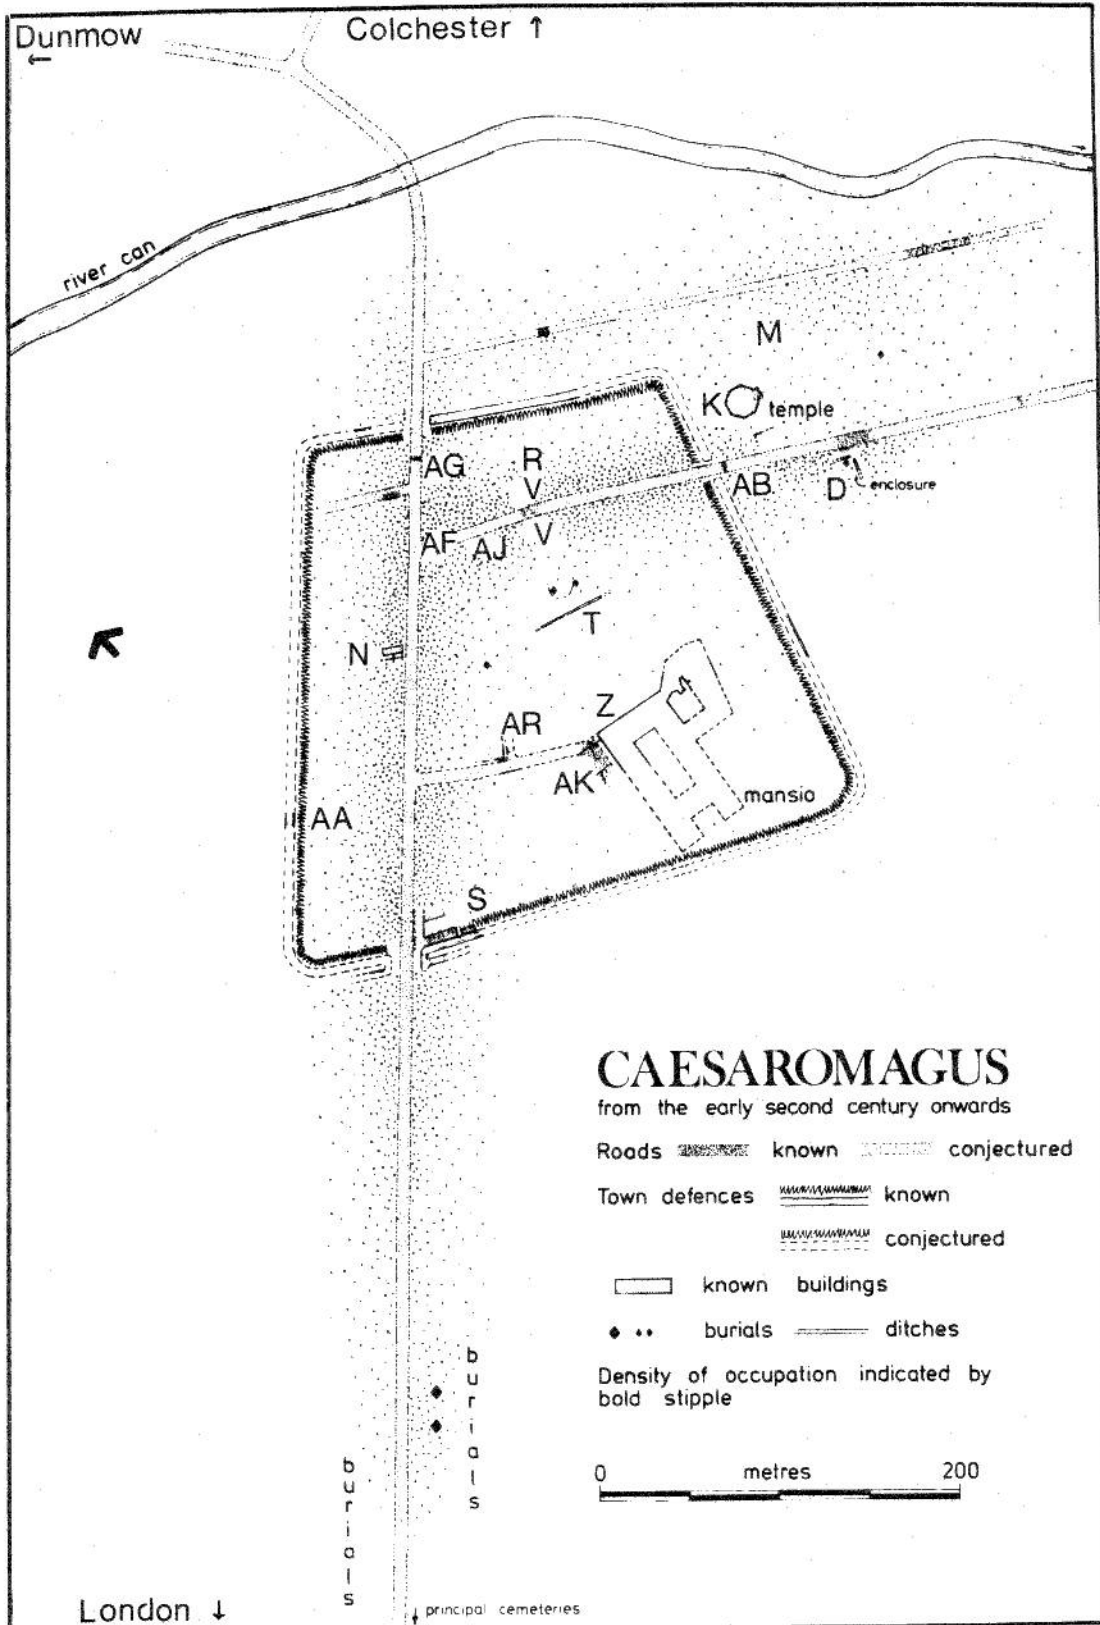 Dunmow
←
Colchester ↑
river can
M
K temple
AG
R
V
AB
D enclosure
AF
AJ
V
T
N
Z
AR
AK
mansio
AA
S
CAESAROMAGUS
from the early second century onwards
Roads known conjectured
Town defences known
conjectured
known buildings
burials ditches
Density of occupation indicated by
bold stipple
0 metres 200
burials
burials
London ↓
↓ principal cemeteries